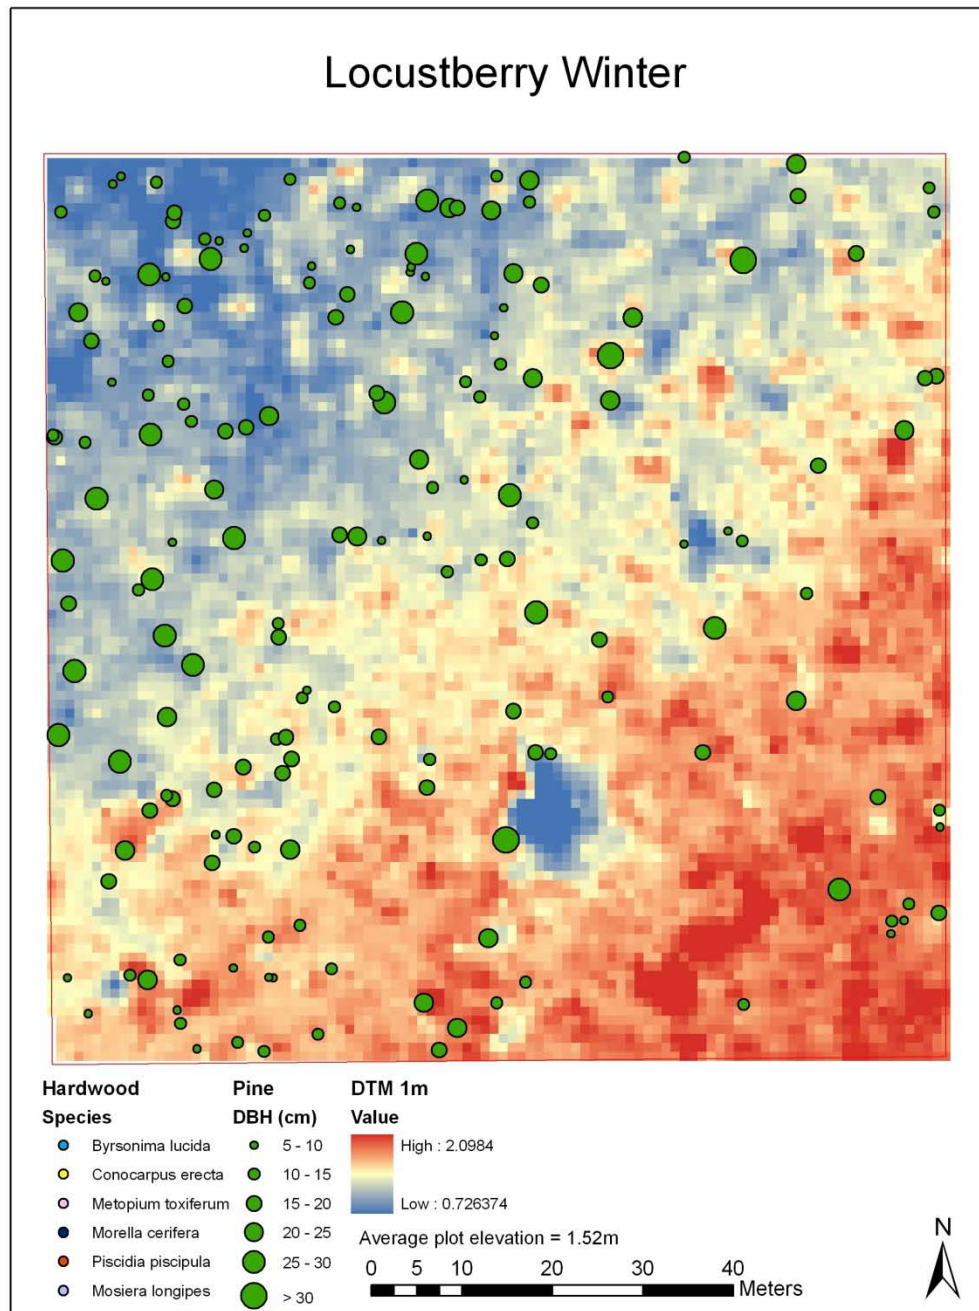 Locustberry Winter
Hardwood
Species
Byrsonima lucida
Conocarpus erecta
Metopium toxiferum
Morella cerifera
Piscidia piscipula
Mosiera longipes
Pine
DBH (cm)
5 - 10
10 - 15
15 - 20
20 - 25
25 - 30
> 30
DTM 1m
Value
High : 2.0984
Low : 0.726374
Average plot elevation = 1.52m
0 5 10 20 30 40
Meters
N